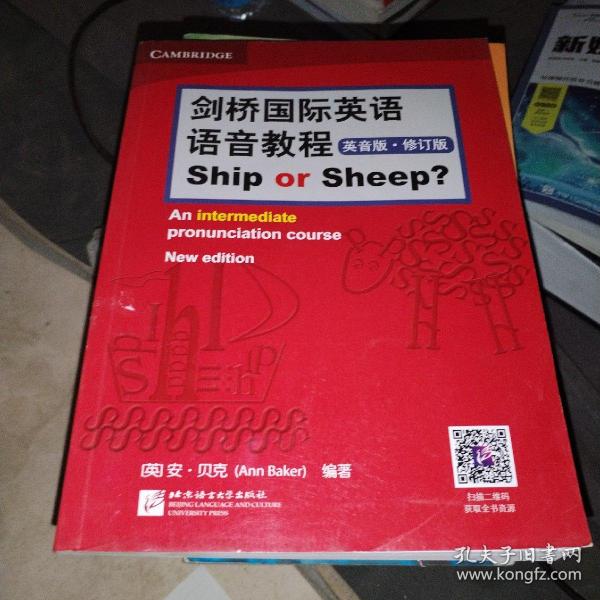 CAMBRIDGE
剑桥国际英语
语音教程 英音版·修订版
Ship or Sheep?
An intermediate
pronunciation course
New edition
[英]安·贝克 (Ann Baker) 编著
北京语言大学出版社
BEIJING LANGUAGE AND CULTURE
UNIVERSITY PRESS
扫描二维码
获取全书资源
孔夫子旧书网
www.kongfz.com